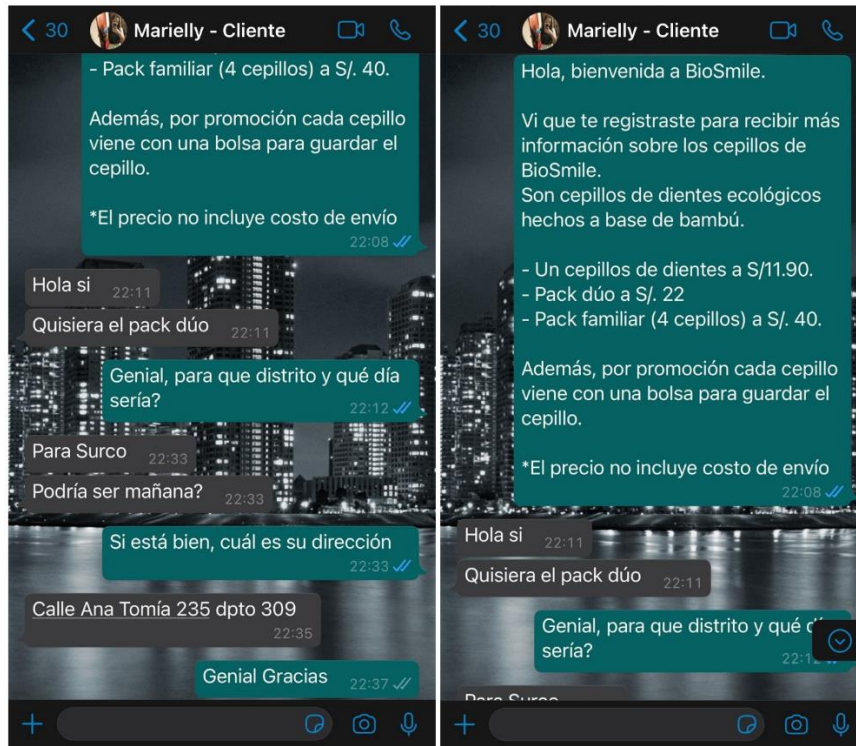 30 Marielly - Cliente
- Pack familiar (4 cepillos) a S/. 40.
Además, por promoción cada cepillo
viene con una bolsa para guardar el
cepillo.
*El precio no incluye costo de envío
22:08
Hola si 22:11
Quisiera el pack dúo 22:11
Genial, para que distrito y qué día
sería?
22:12
Para Surco 22:33
Podría ser mañana? 22:33
Si está bien, cuál es su dirección
22:33
Calle Ana Tomía 235 dpto 309
22:35
Genial Gracias 22:37
30 Marielly - Cliente
Hola, bienvenida a BioSmile.
Vi que te registraste para recibir más
información sobre los cepillos de
BioSmile.
Son cepillos de dientes ecológicos
hechos a base de bambú.
- Un cepillos de dientes a S/11.90.
- Pack dúo a S/. 22
- Pack familiar (4 cepillos) a S/. 40.
Además, por promoción cada cepillo
viene con una bolsa para guardar el
cepillo.
*El precio no incluye costo de envío
22:08
Hola si 22:11
Quisiera el pack dúo 22:11
Genial, para que distrito y qué
sería?
Para Surco